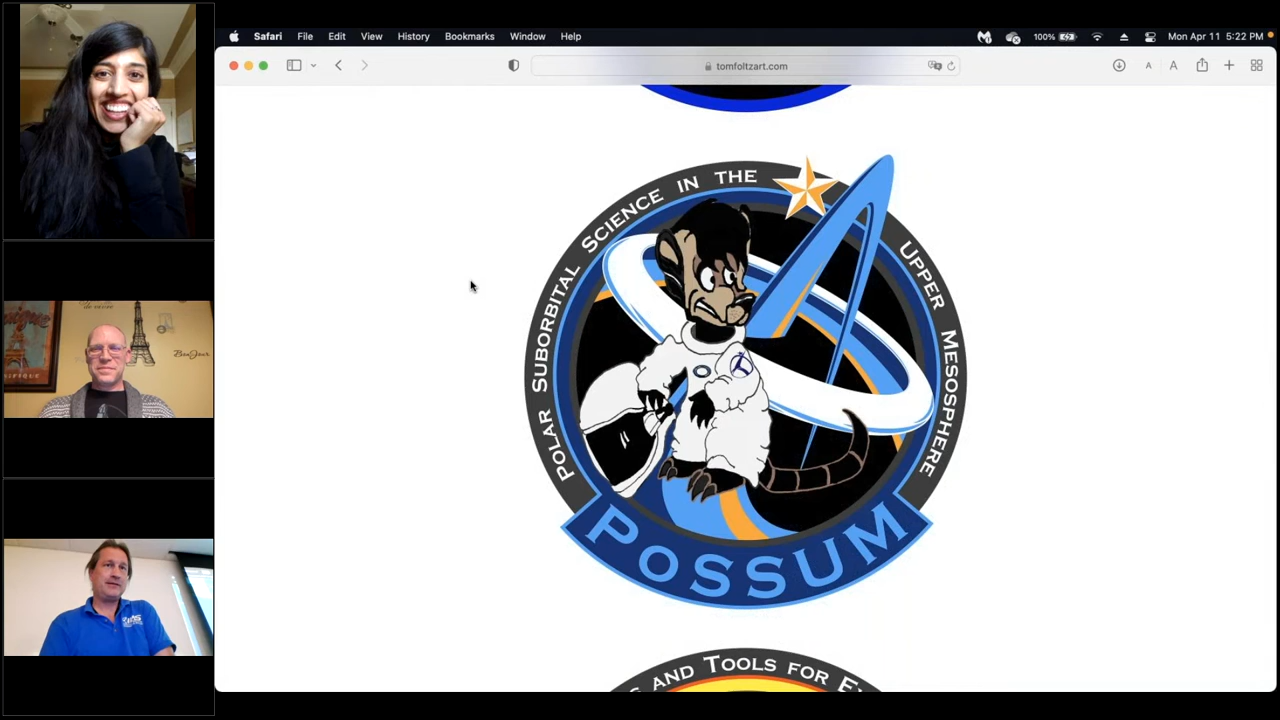 Safari File Edit View History Bookmarks Window Help 100% Mon Apr 11 5:22 PM
tomfoltzart.com A A
POLAR SUBORBITAL SCIENCE IN THE UPPER MESOSPHERE
POSSUM
AND TOOLS FOR
BONJOUR